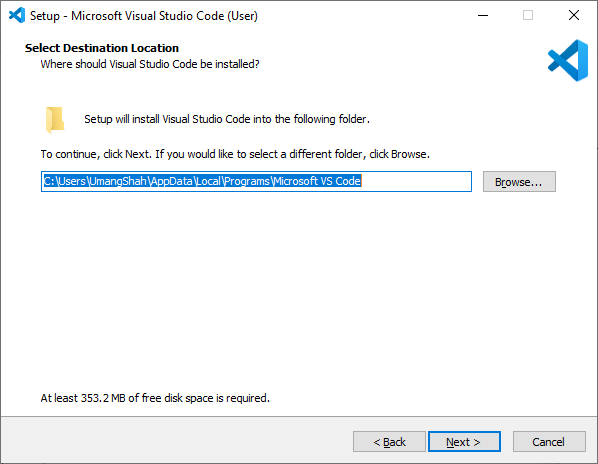 Setup - Microsoft Visual Studio Code (User)
Select Destination Location
Where should Visual Studio Code be installed?
Setup will install Visual Studio Code into the following folder.
To continue, click Next. If you would like to select a different folder, click Browse.
C:\Users\UmangShah\AppData\Local\Programs\Microsoft VS Code
Browse...
At least 353.2 MB of free disk space is required.
< Back
Next >
Cancel